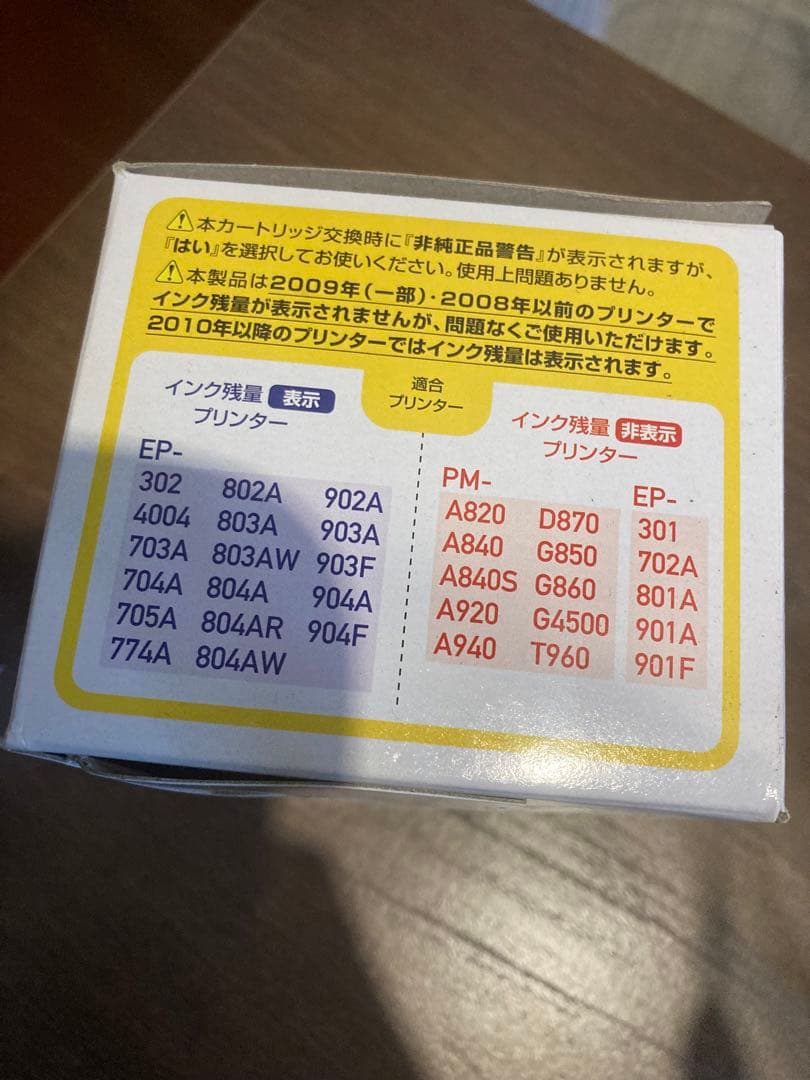 本カートリッジ交換時に『非純正品警告』が表示されますが、
『はい』を選択してお使いください。使用上問題ありません。
本製品は2009年(一部)・2008年以前のプリンターで
インク残量が表示されませんが、問題なくご使用いただけます。
2010年以降のプリンターではインク残量は表示されます。
適合
プリンター
インク残量 表示
プリンター
EP-
302 802A 902A
4004 803A 903A
703A 803AW 903F
704A 804A 904A
705A 804AR 904F
774A 804AW
インク残量 非表示
プリンター
PM-
A820 D870
A840 G850
A840S G860
A920 G4500
A940 T960
EP-
301
702A
801A
901A
901F